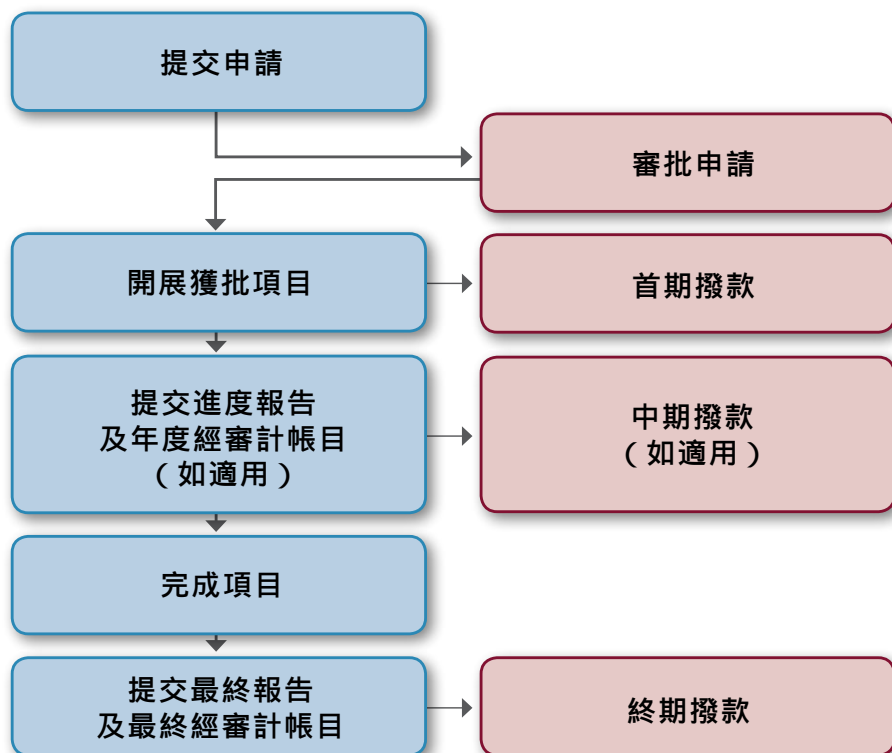 提交申請
審批申請
開展獲批項目
首期撥款
提交進度報告
及年度經審計帳目
（如適用）
中期撥款
（如適用）
完成項目
提交最終報告
及最終經審計帳目
終期撥款